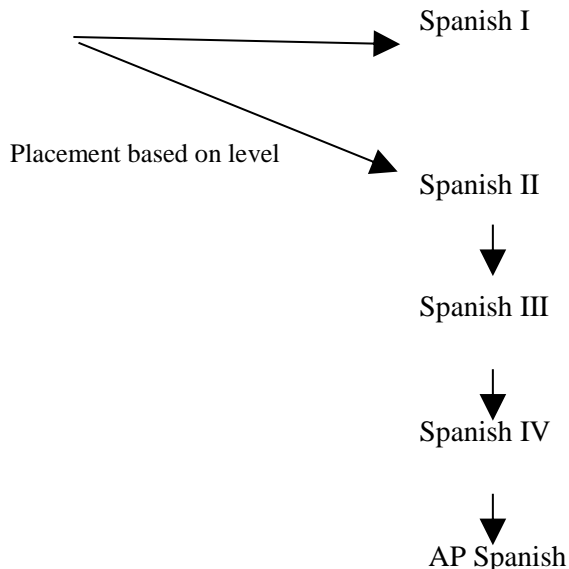 Spanish I
Placement based on level
Spanish II
Spanish III
Spanish IV
AP Spanish